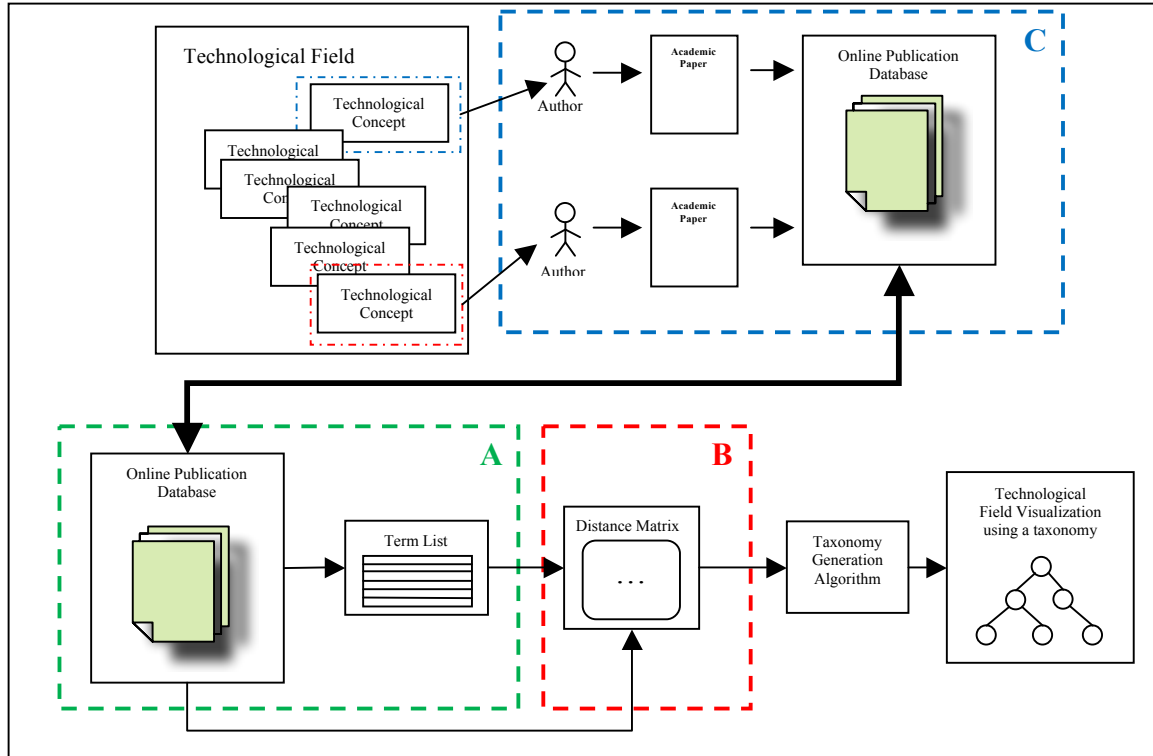 Technological Field
Technological
Concept
Technological
Technological
Con
Technological
Concept
Technological
Concept
Technological
Concept
C
Author
Academic
Paper
Online Publication
Database
Author
Academic
Paper
A
Online Publication
Database
Term List
B
Distance Matrix
...
Taxonomy
Generation
Algorithm
Technological
Field Visualization
using a taxonomy